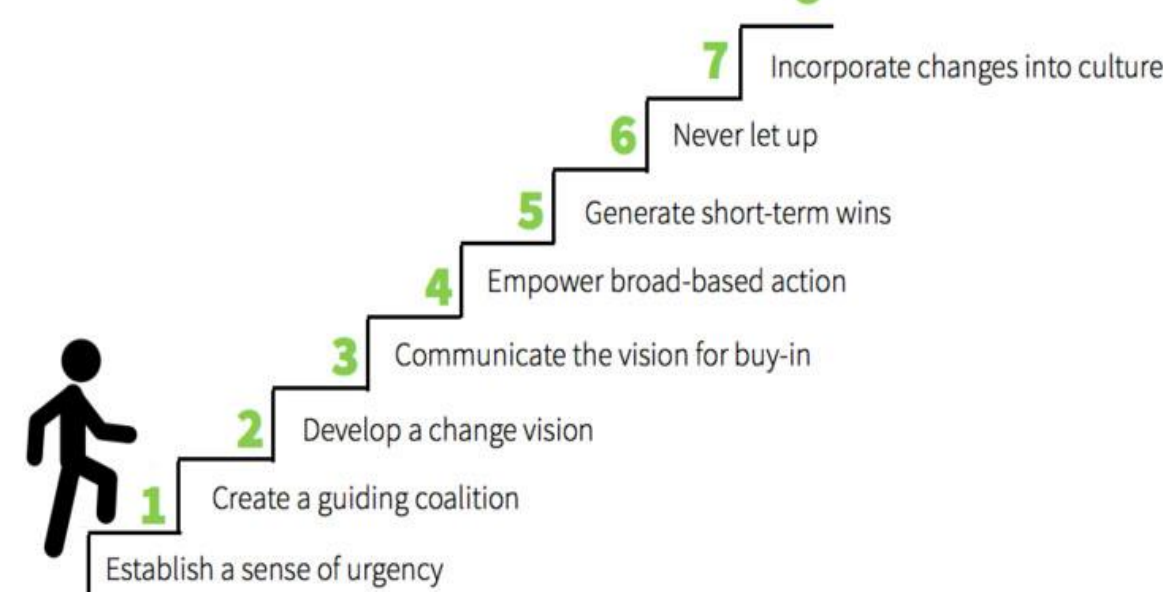 7 Incorporate changes into culture
6 Never let up
5 Generate short-term wins
4 Empower broad-based action
3 Communicate the vision for buy-in
2 Develop a change vision
1 Create a guiding coalition
Establish a sense of urgency